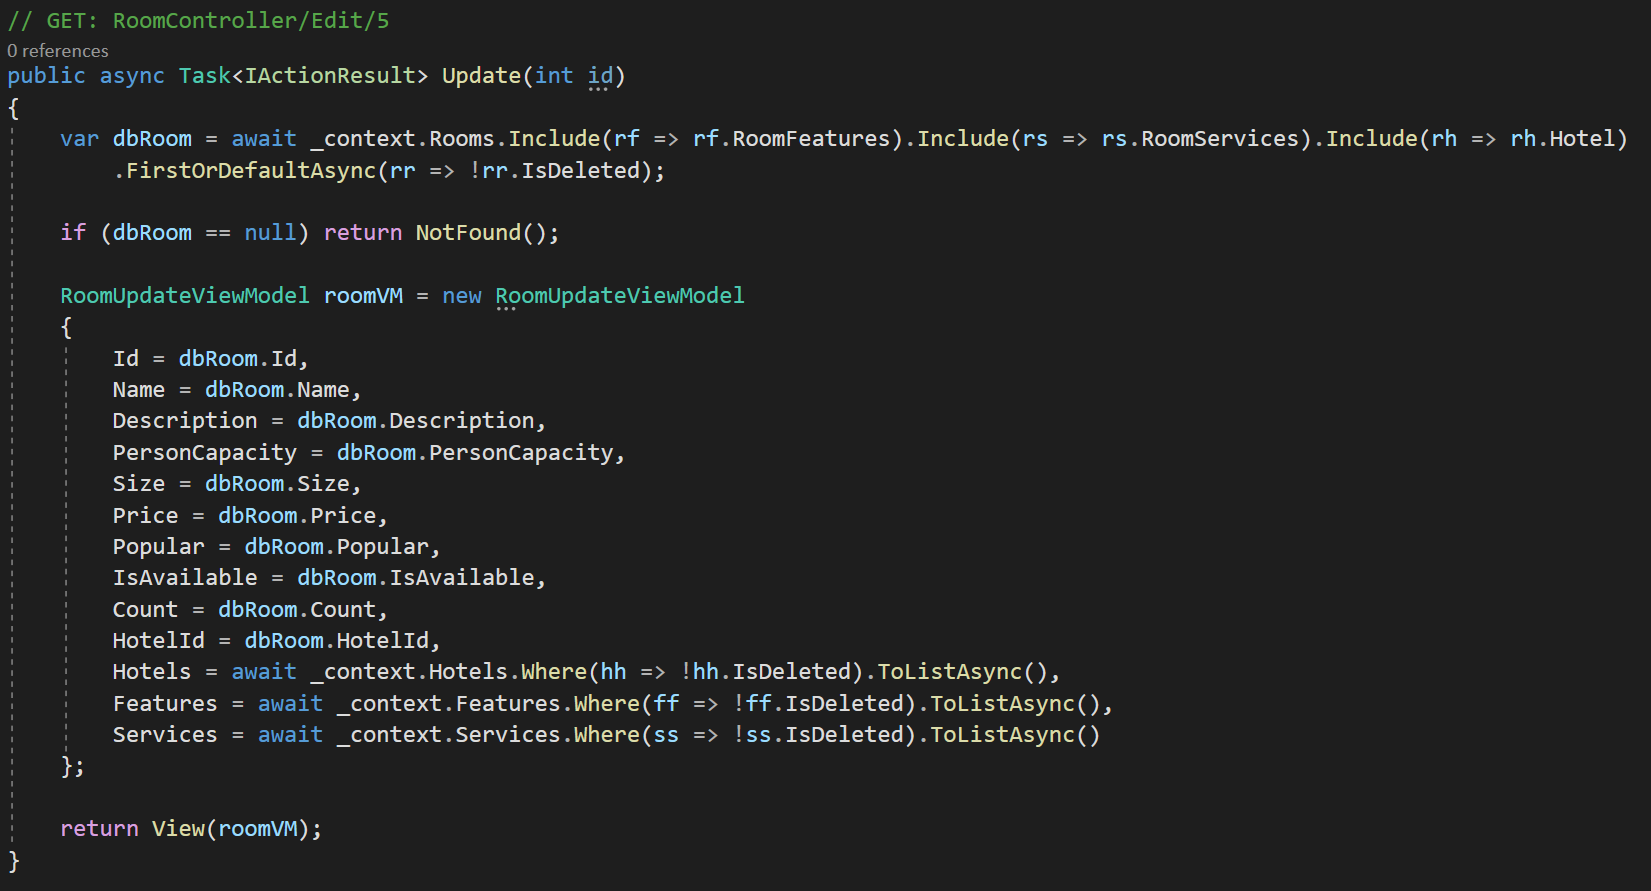 // GET: RoomController/Edit/5
0 references
public async Task<IActionResult> Update(int id)
{
    var dbRoom = await _context.Rooms.Include(rf => rf.RoomFeatures).Include(rs => rs.RoomServices).Include(rh => rh.Hotel)
        .FirstOrDefaultAsync(rr => !rr.IsDeleted);

    if (dbRoom == null) return NotFound();

    RoomUpdateViewModel roomVM = new RoomUpdateViewModel
    {
        Id = dbRoom.Id,
        Name = dbRoom.Name,
        Description = dbRoom.Description,
        PersonCapacity = dbRoom.PersonCapacity,
        Size = dbRoom.Size,
        Price = dbRoom.Price,
        Popular = dbRoom.Popular,
        IsAvailable = dbRoom.IsAvailable,
        Count = dbRoom.Count,
        HotelId = dbRoom.HotelId,
        Hotels = await _context.Hotels.Where(hh => !hh.IsDeleted).ToListAsync(),
        Features = await _context.Features.Where(ff => !ff.IsDeleted).ToListAsync(),
        Services = await _context.Services.Where(ss => !ss.IsDeleted).ToListAsync()
    };

    return View(roomVM);
}